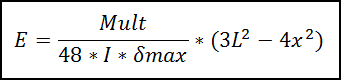 E = Mult / (48 * I * δmax) * (3L² − 4x²)